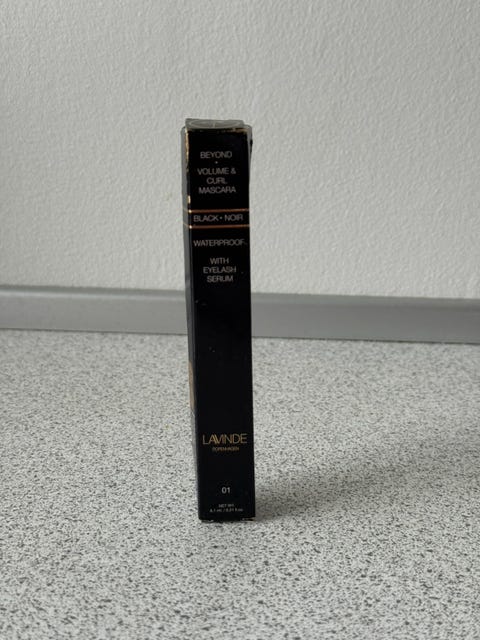 BEYOND
•
VOLUME &
CURL
MASCARA
BLACK • NOIR
WATERPROOF
WITH
EYELASH
SERUM
LAVINDE
COPENHAGEN
01
NET WT.